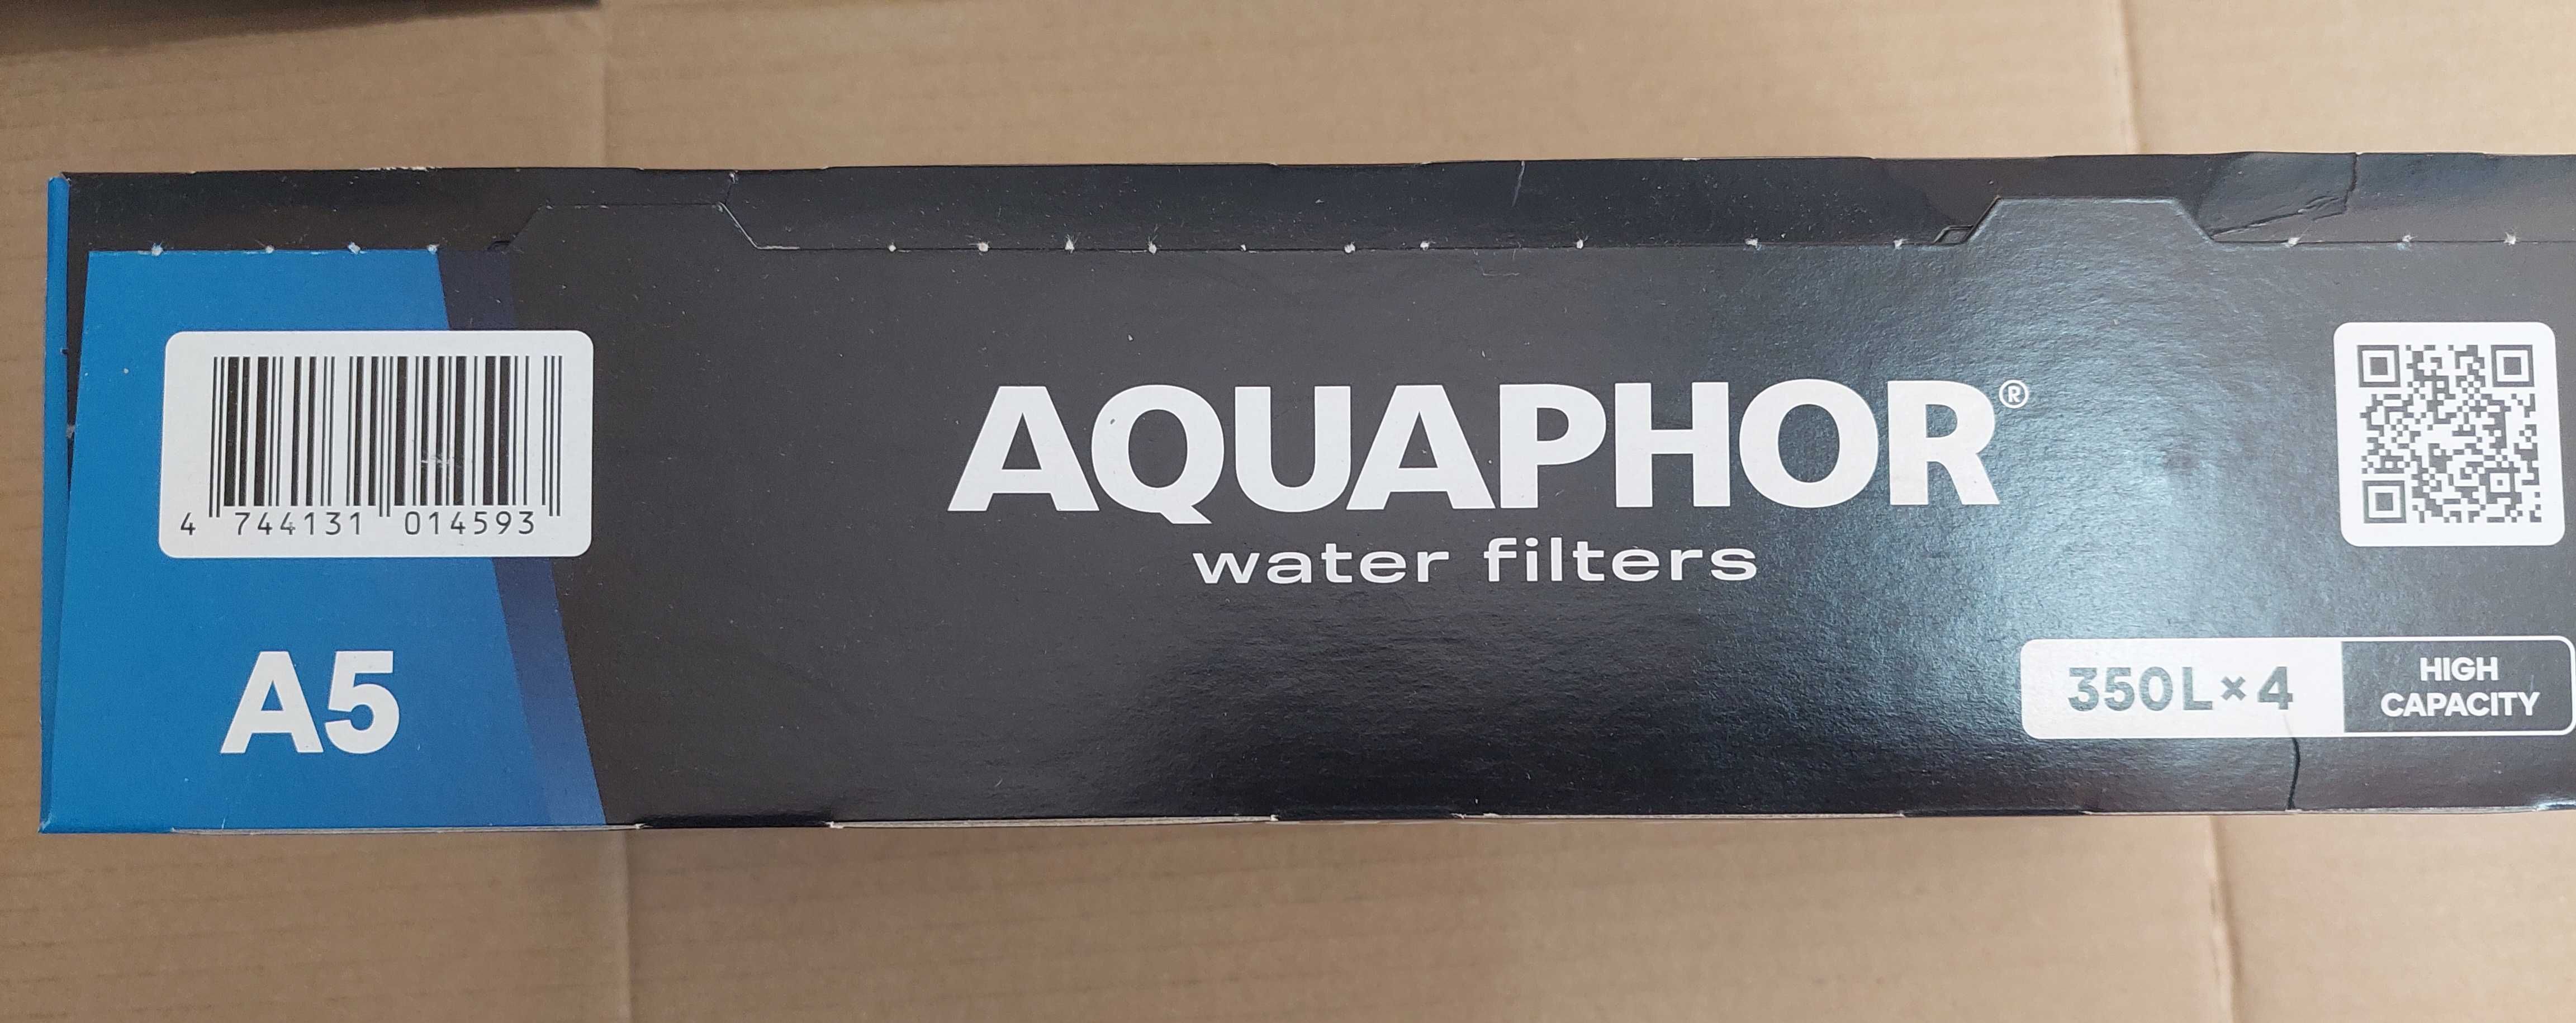 4 744131 014593
A5
AQUAPHOR®
water filters
350L×4
HIGH
CAPACITY